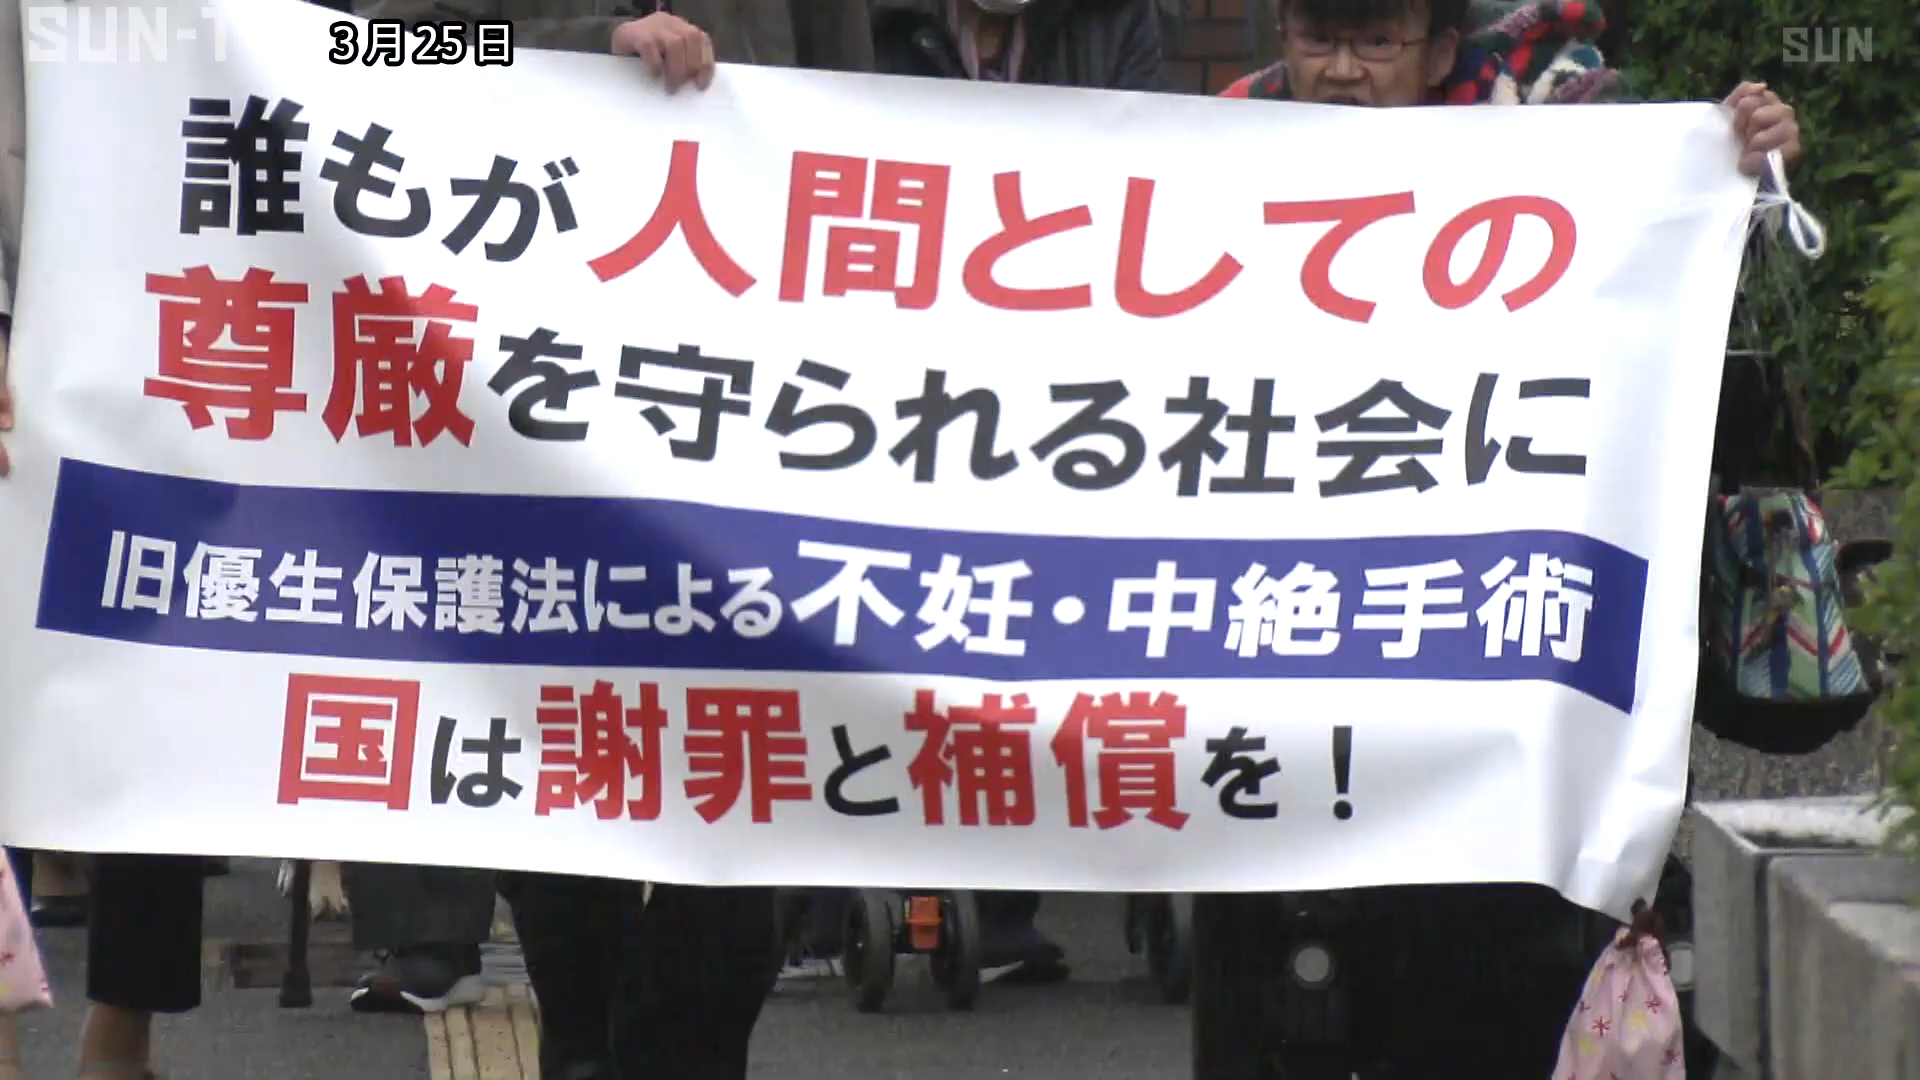 SUN-T
3月25日
SUN
誰もが人間としての
尊厳を守られる社会に
旧優生保護法による不妊・中絶手術
国は謝罪と補償を！